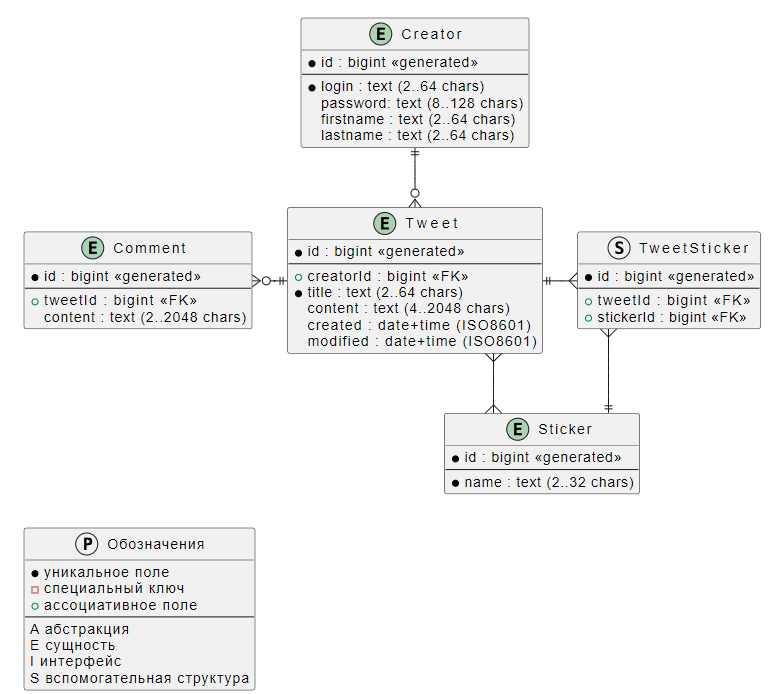 E Creator
id : bigint «generated»
login : text (2..64 chars)
password: text (8..128 chars)
firstname : text (2..64 chars)
lastname : text (2..64 chars)
E Comment
id : bigint «generated»
tweetId : bigint «FK»
content : text (2..2048 chars)
E Tweet
id : bigint «generated»
creatorId : bigint «FK»
title : text (2..64 chars)
content : text (4..2048 chars)
created : date+time (ISO8601)
modified : date+time (ISO8601)
S TweetSticker
id : bigint «generated»
tweetId : bigint «FK»
stickerId : bigint «FK»
E Sticker
id : bigint «generated»
name : text (2..32 chars)
P Обозначения
уникальное поле
специальный ключ
ассоциативное поле
A абстракция
E сущность
I интерфейс
S вспомогательная структура